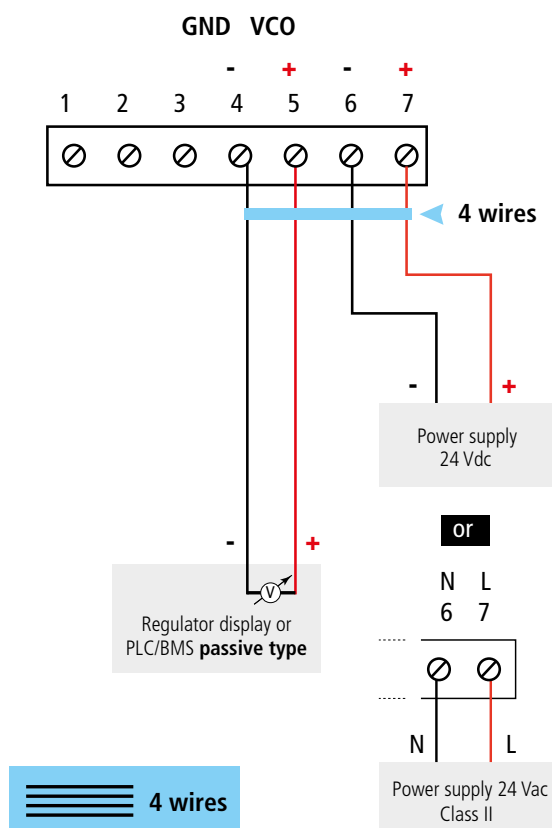 GND VCO
- + - +
1 2 3 4 5 6 7
4 wires
- +
Power supply
24 Vdc
or
- +
V
Regulator display or
PLC/BMS passive type
N L
6 7
N L
Power supply 24 Vac
Class II
4 wires